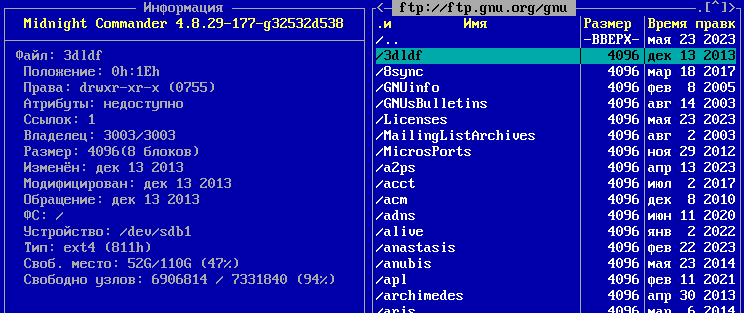 Информация
Midnight Commander 4.8.29-177-g32532d538
Файл: 3dldf
Положение: 0h:1Eh
Права: drwxr-xr-x (0755)
Атрибуты: недоступно
Ссылок: 1
Владелец: 3003/3003
Размер: 4096(8 блоков)
Изменён: дек 13 2013
Модифицирован: дек 13 2013
Обращение: дек 13 2013
ФС: /
Устройство: /dev/sdb1
Тип: ext4 (811h)
Своб. место: 52G/110G (47%)
Свободно узлов: 6906814 / 7331840 (94%)
<─ ftp://ftp.gnu.org/gnu .[^]>
.и Имя Размер Время правк
/.. -ВВЕРХ- мая 23 2023
/3dldf 4096 дек 13 2013
/8sync 4096 мар 18 2017
/GNUinfo 4096 фев 8 2005
/GNUsBulletins 4096 авг 14 2003
/Licenses 4096 мая 23 2023
/MailingListArchives 4096 авг 2 2003
/MicrosPorts 4096 ноя 29 2012
/a2ps 4096 апр 13 2023
/acct 4096 июл 2 2017
/acm 4096 дек 8 2010
/adns 4096 июн 11 2020
/alive 4096 янв 2 2022
/anastasis 4096 фев 22 2023
/anubis 4096 мая 23 2014
/apl 4096 фев 11 2021
/archimedes 4096 апр 30 2013
/aris 4096 мар 6 2014